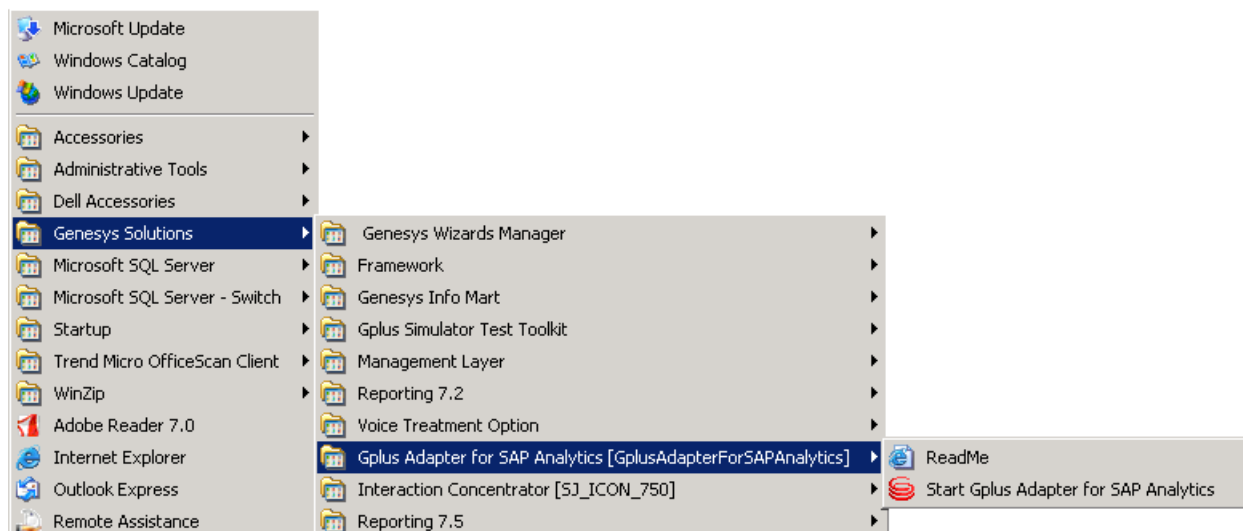 Microsoft Update
Windows Catalog
Windows Update
Accessories
Administrative Tools
Dell Accessories
Genesys Solutions
Microsoft SQL Server
Microsoft SQL Server - Switch
Startup
Trend Micro OfficeScan Client
WinZip
Adobe Reader 7.0
Internet Explorer
Outlook Express
Remote Assistance
Genesys Wizards Manager
Framework
Genesys Info Mart
Gplus Simulator Test Toolkit
Management Layer
Reporting 7.2
Voice Treatment Option
Gplus Adapter for SAP Analytics [GplusAdapterForSAPAnalytics]
Interaction Concentrator [SJ_ICON_750]
Reporting 7.5
ReadMe
Start Gplus Adapter for SAP Analytics